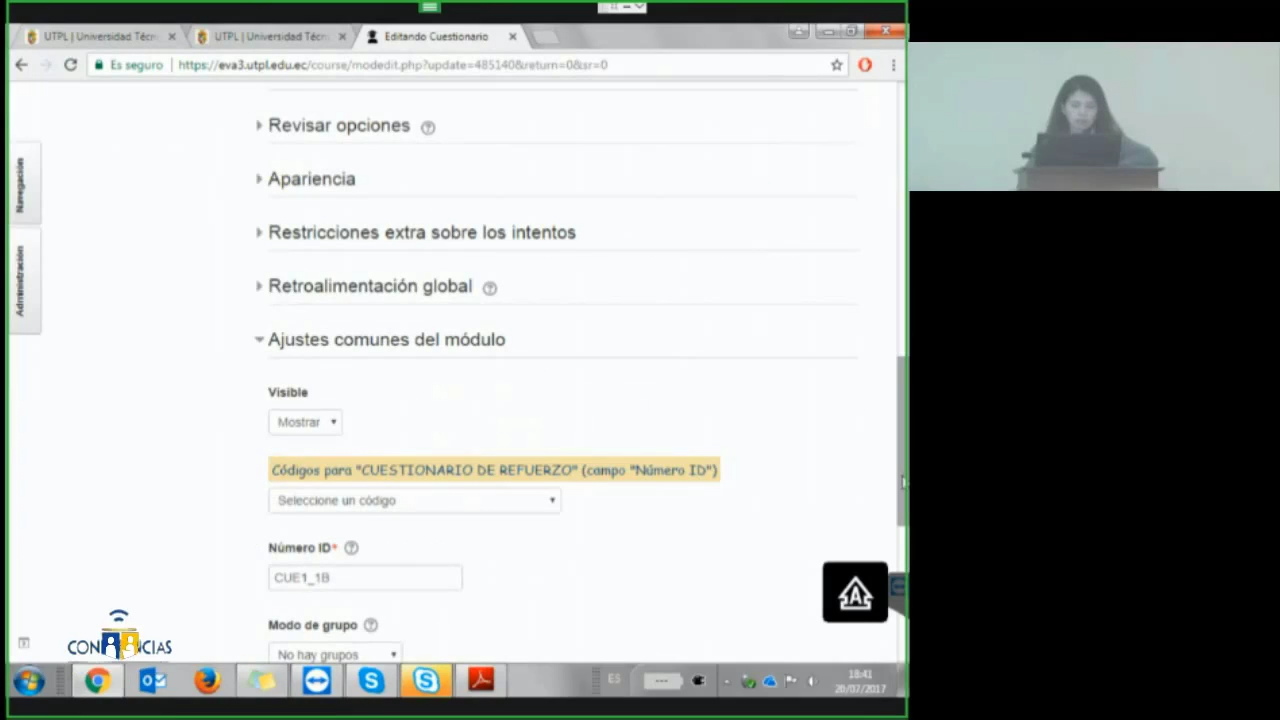 UTPL | Universidad Técni
UTPL | Universidad Técni
Editando Cuestionario
Es seguro
https://eva3.utpl.edu.ec/course/modedit.php?update=485140&return=0&sr=0
Navegación
Administración
Revisar opciones
Apariencia
Restricciones extra sobre los intentos
Retroalimentación global
Ajustes comunes del módulo
Visible
Mostrar
Códigos para "CUESTIONARIO DE REFUERZO" (campo "Número ID")
Seleccione un código
Número ID*
CUE1_1B
Modo de grupo
No hay grupos
ES
18:41
20/07/2017